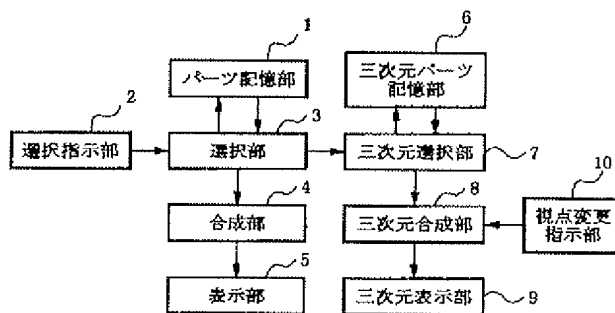 1
パーツ記憶部
6
三次元パーツ
記憶部
2
選択指示部
3
選択部
三次元選択部
7
4
合成部
8
三次元合成部
10
視点変更
指示部
5
表示部
三次元表示部
9